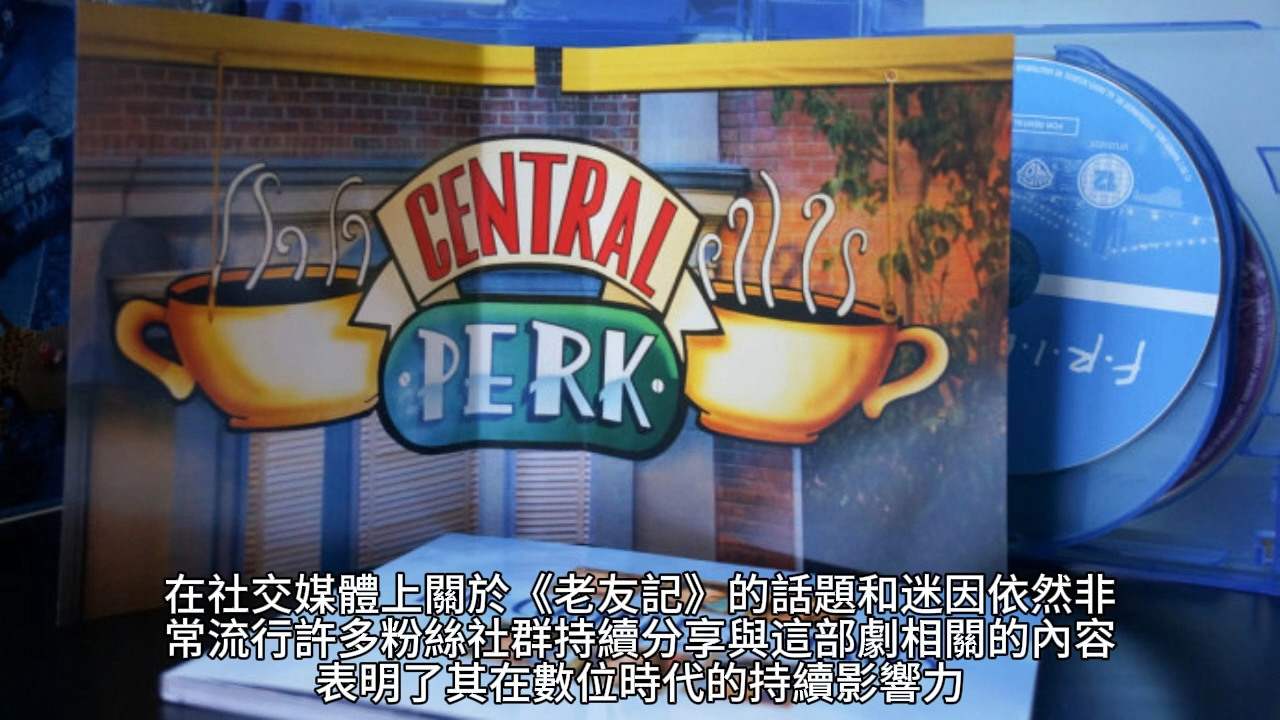 CENTRAL
PERK
FOR RENTAL
12
F·R·I·
在社交媒體上關於《老友記》的話題和迷因依然非
常流行許多粉絲社群持續分享與這部劇相關的內容
表明了其在數位時代的持續影響力